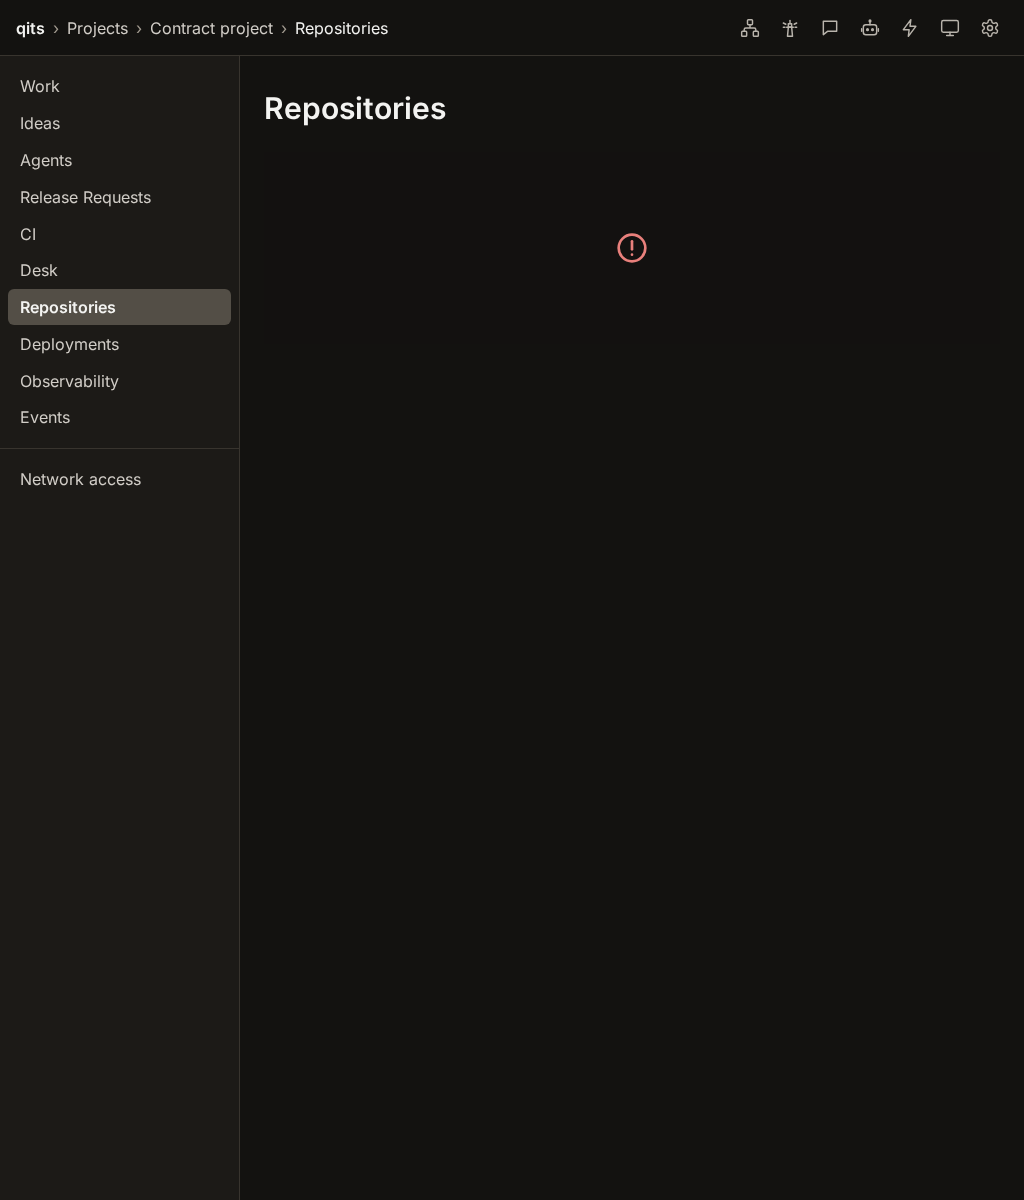 qits › Projects › Contract project › Repositories
Work
Ideas
Agents
Release Requests
CI
Desk
Repositories
Deployments
Observability
Events
Network access
Repositories